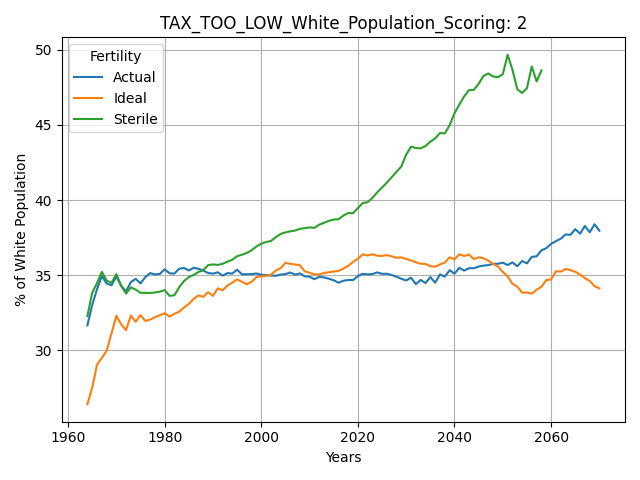 TAX_TOO_LOW_White_Population_Scoring: 2
Fertility
Actual
Ideal
Sterile
% of White Population
50
45
40
35
30
1960
1980
2000
2020
2040
2060
Years